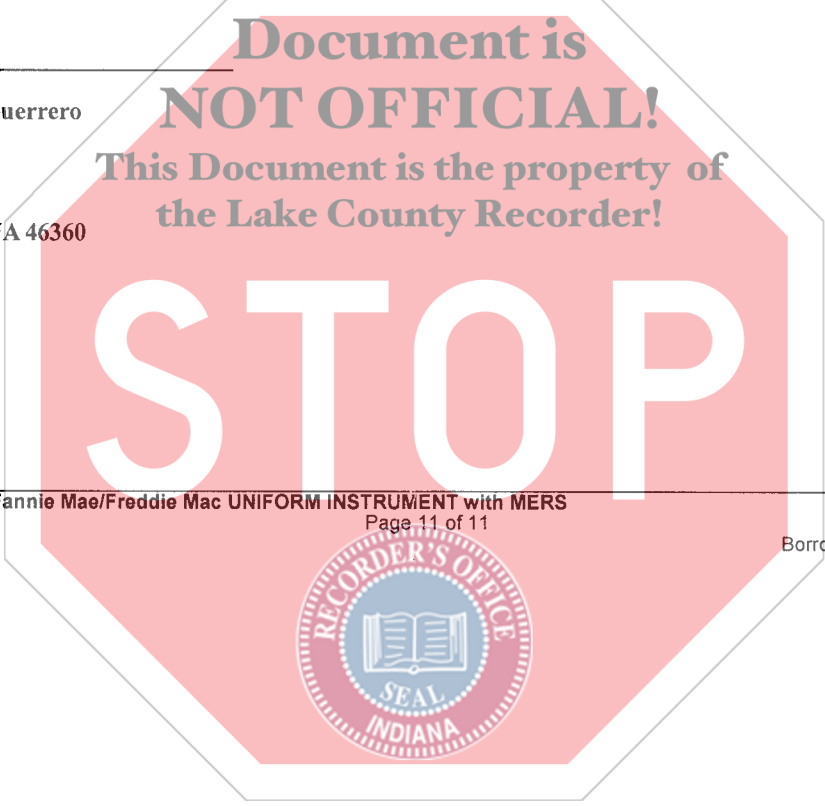 Document is
NOT OFFICIAL!
uerrero
This Document is the property of
the Lake County Recorder!
A 46360
STOP
annie Mae/Freddie Mac UNIFORM INSTRUMENT with MERS
Page 11 of 11
Borro
RECORDER'S OFFICE
SEAL
INDIANA